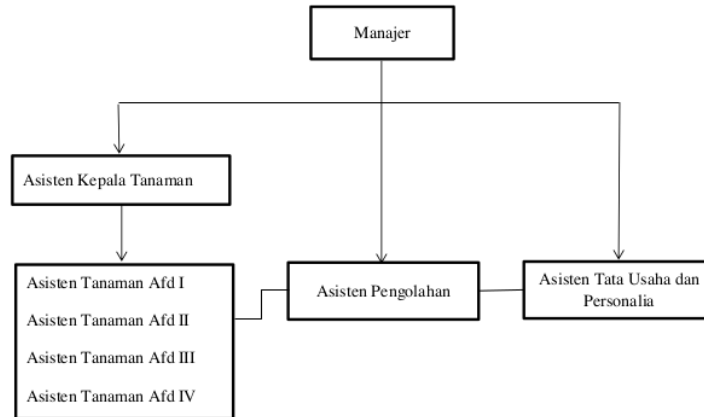 Manajer
Asisten Kepala Tanaman
Asisten Tanaman Afd I
Asisten Tanaman Afd II
Asisten Tanaman Afd III
Asisten Tanaman Afd IV
Asisten Pengolahan
Asisten Tata Usaha dan
Personalia